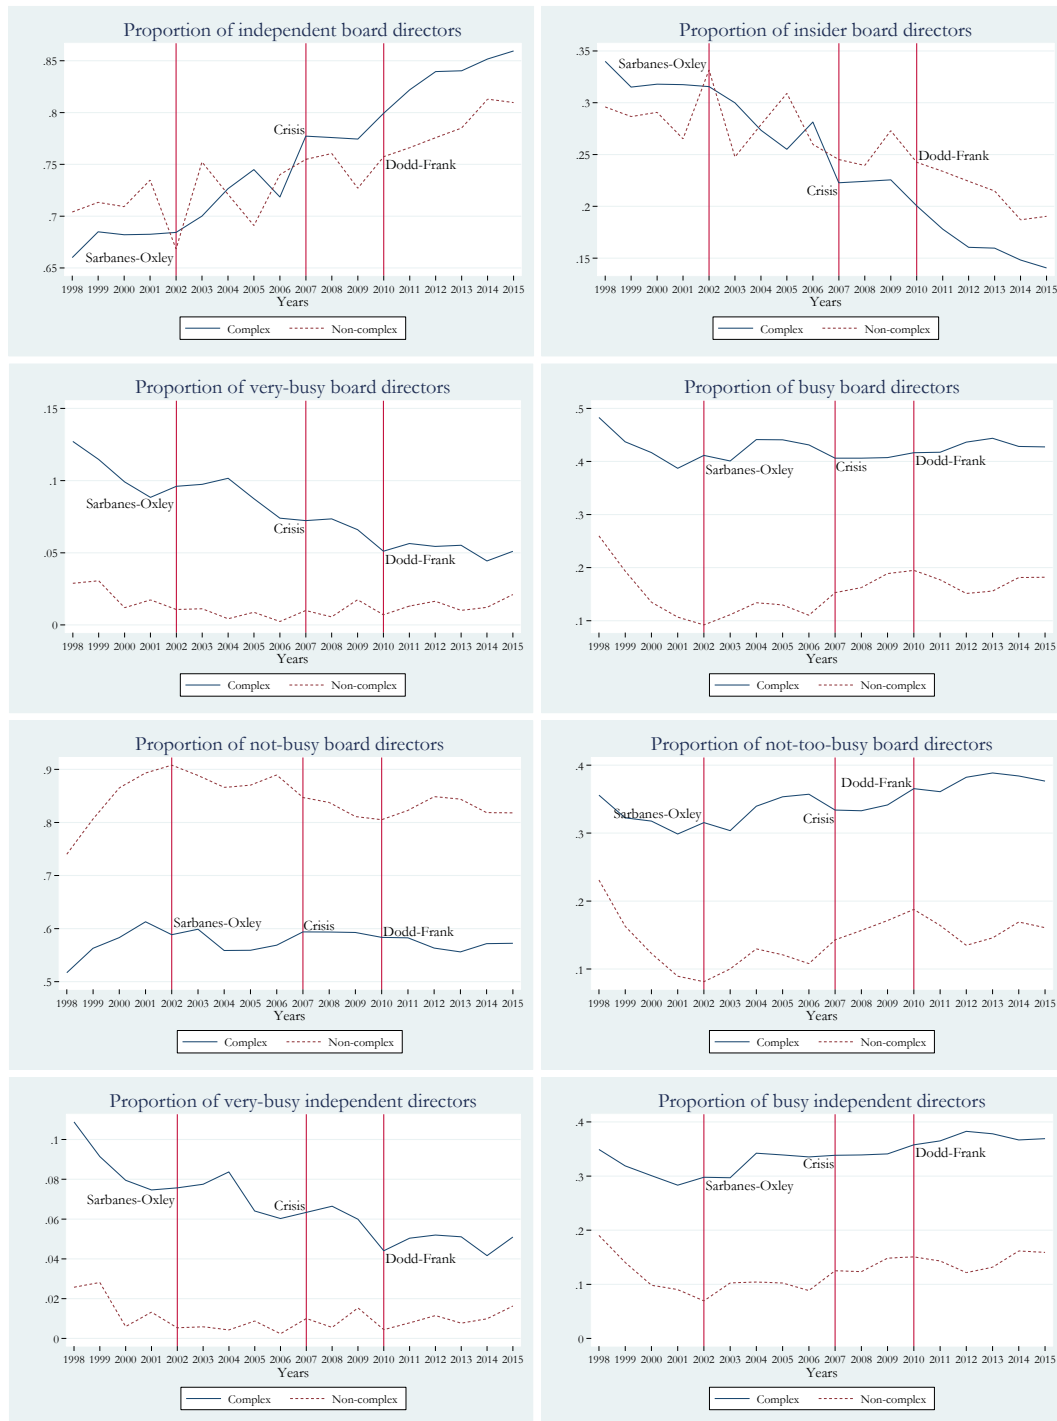 Proportion of independent board directors
.85
.8
.75
.7
.65
Crisis
Dodd-Frank
Sarbanes-Oxley
1998 1999 2000 2001 2002 2003 2004 2005 2006 2007 2008 2009 2010 2011 2012 2013 2014 2015
Years
Complex Non-complex
Proportion of insider board directors
.35
.3
.25
.2
.15
Sarbanes-Oxley
Dodd-Frank
Crisis
1998 1999 2000 2001 2002 2003 2004 2005 2006 2007 2008 2009 2010 2011 2012 2013 2014 2015
Years
Complex Non-complex
Proportion of very-busy board directors
.15
.1
.05
0
Sarbanes-Oxley
Crisis
Dodd-Frank
1998 1999 2000 2001 2002 2003 2004 2005 2006 2007 2008 2009 2010 2011 2012 2013 2014 2015
Years
Complex Non-complex
Proportion of busy board directors
.5
.4
.3
.2
.1
Sarbanes-Oxley
Crisis
Dodd-Frank
1998 1999 2000 2001 2002 2003 2004 2005 2006 2007 2008 2009 2010 2011 2012 2013 2014 2015
Years
Complex Non-complex
Proportion of not-busy board directors
.9
.8
.7
.6
.5
Sarbanes-Oxley
Crisis
Dodd-Frank
1998 1999 2000 2001 2002 2003 2004 2005 2006 2007 2008 2009 2010 2011 2012 2013 2014 2015
Years
Complex Non-complex
Proportion of not-too-busy board directors
.4
.3
.2
.1
Dodd-Frank
Sarbanes-Oxley
Crisis
1998 1999 2000 2001 2002 2003 2004 2005 2006 2007 2008 2009 2010 2011 2012 2013 2014 2015
Years
Complex Non-complex
Proportion of very-busy independent directors
.1
.08
.06
.04
.02
0
Sarbanes-Oxley
Crisis
Dodd-Frank
1998 1999 2000 2001 2002 2003 2004 2005 2006 2007 2008 2009 2010 2011 2012 2013 2014 2015
Years
Complex Non-complex
Proportion of busy independent directors
.4
.3
.2
.1
0
Dodd-Frank
Crisis
Sarbanes-Oxley
1998 1999 2000 2001 2002 2003 2004 2005 2006 2007 2008 2009 2010 2011 2012 2013 2014 2015
Years
Complex Non-complex